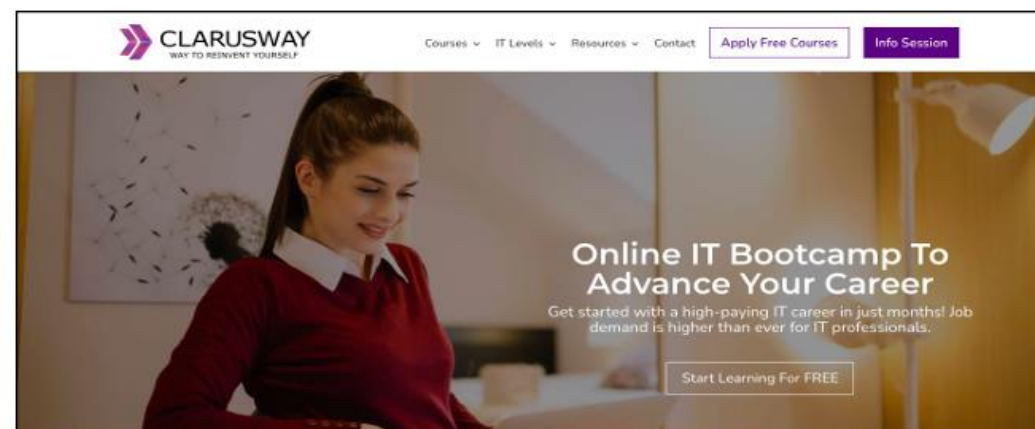 CLARUSWAY
WAY TO REINVENT YOURSELF
Courses IT Levels Resources Contact Apply Free Courses Info Session
Online IT Bootcamp To
Advance Your Career
Get started with a high-paying IT career in just months! Job
demand is higher than ever for IT professionals.
Start Learning For FREE